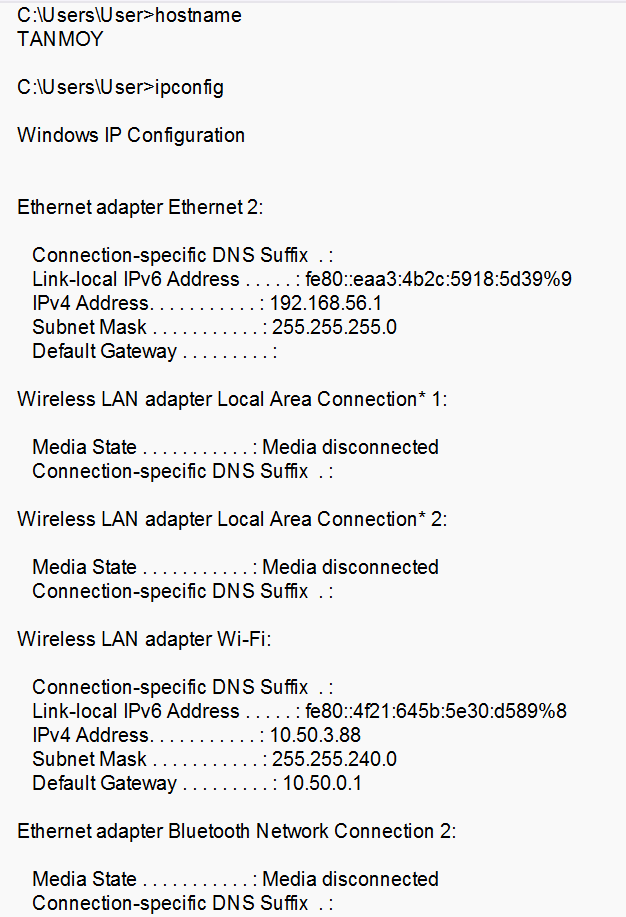 C:\Users\User>hostname
TANMOY
C:\Users\User>ipconfig
Windows IP Configuration
Ethernet adapter Ethernet 2:
Connection-specific DNS Suffix . :
Link-local IPv6 Address . . . . . : fe80::eaa3:4b2c:5918:5d39%9
IPv4 Address. . . . . . . . . . . : 192.168.56.1
Subnet Mask . . . . . . . . . . . : 255.255.255.0
Default Gateway . . . . . . . . . :
Wireless LAN adapter Local Area Connection* 1:
Media State . . . . . . . . . . . : Media disconnected
Connection-specific DNS Suffix . :
Wireless LAN adapter Local Area Connection* 2:
Media State . . . . . . . . . . . : Media disconnected
Connection-specific DNS Suffix . :
Wireless LAN adapter Wi-Fi:
Connection-specific DNS Suffix . :
Link-local IPv6 Address . . . . . : fe80::4f21:645b:5e30:d589%8
IPv4 Address. . . . . . . . . . . : 10.50.3.88
Subnet Mask . . . . . . . . . . . : 255.255.240.0
Default Gateway . . . . . . . . . : 10.50.0.1
Ethernet adapter Bluetooth Network Connection 2:
Media State . . . . . . . . . . . : Media disconnected
Connection-specific DNS Suffix . :